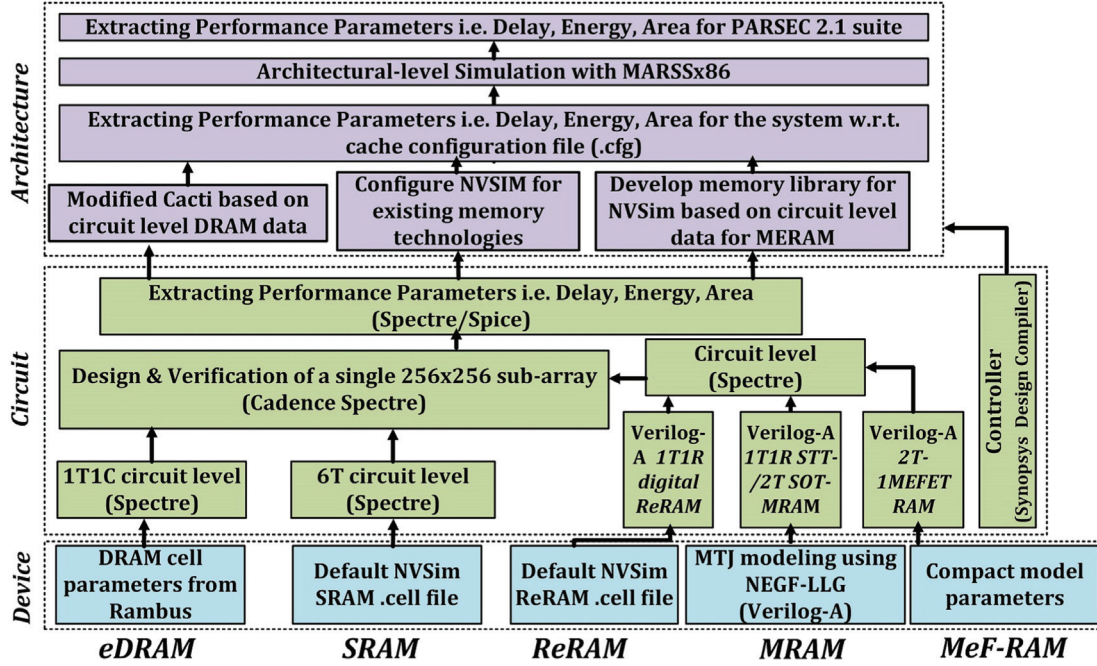 Extracting Performance Parameters i.e. Delay, Energy, Area for PARSEC 2.1 suite
Architectural-level Simulation with MARSSx86
Extracting Performance Parameters i.e. Delay, Energy, Area for the system w.r.t.
cache configuration file (.cfg)
Modified Cacti based on
circuit level DRAM data
Configure NVSIM for
existing memory
technologies
Develop memory library for
NVSim based on circuit level
data for MERAM
Architecture
Extracting Performance Parameters i.e. Delay, Energy, Area
(Spectre/Spice)
Design & Verification of a single 256x256 sub-array
(Cadence Spectre)
Circuit level
(Spectre)
1T1C circuit level
(Spectre)
6T circuit level
(Spectre)
Verilog-
A 1T1R
digital
ReRAM
Verilog-A
1T1R STT-
/2T SOT-
MRAM
Verilog-A
2T-
1MEFET
RAM
Controller
(Synopsys Design Compiler)
Circuit
DRAM cell
parameters from
Rambus
Default NVSim
SRAM .cell file
Default NVSim
ReRAM .cell file
MTJ modeling using
NEGF-LLG
(Verilog-A)
Compact model
parameters
Device
eDRAM
SRAM
ReRAM
MRAM
MeF-RAM